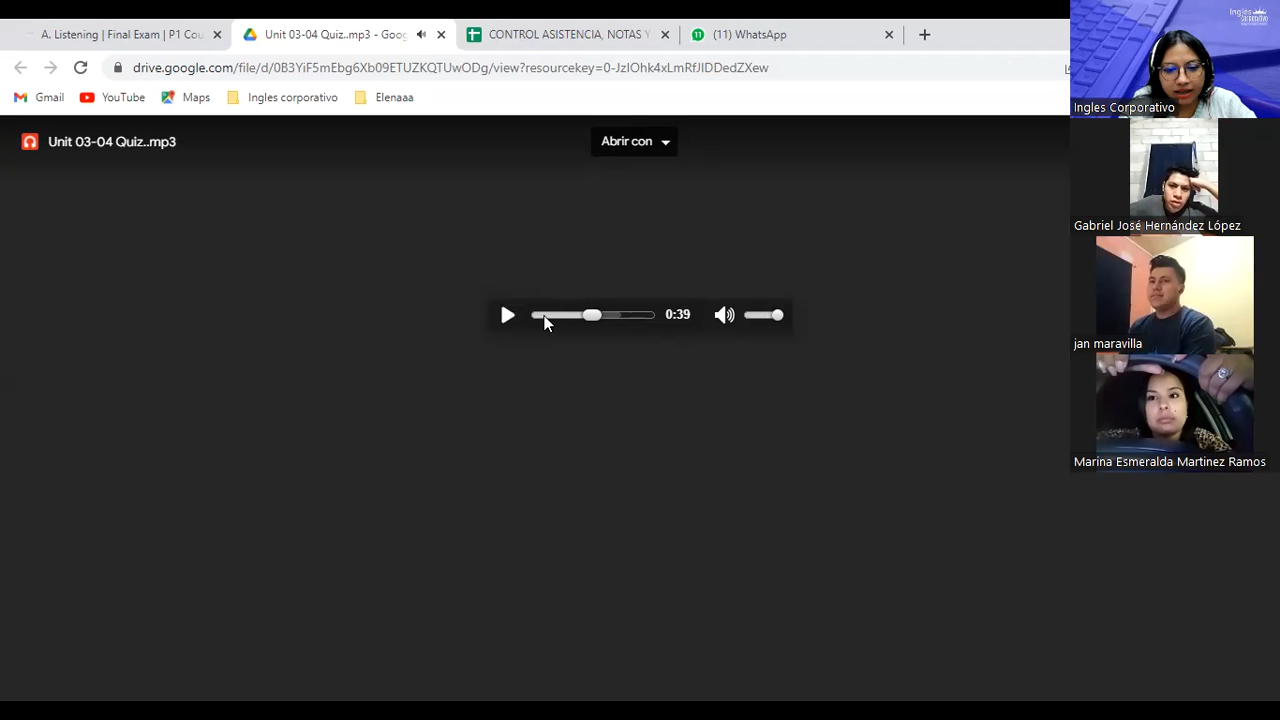 A. Listening | Final Exam | P1 Cou
Unit 03-04 Quiz..mp3 - Goog
CONTROL ASISTENCIA, NOTAS Y
(11) WhatsApp
drive.google.com/file/d/0B3YiF5mEbg6Xb09ETUZKQTUwODg/view?resourcekey=0-JzIOhk4xLmRfJIDDedZXew
Gmail
YouTube
Maps
Ingles corporativo
Elenaaa
Unit 03-04 Quiz..mp3
Abrir con
0:39
Ingles
Ingles Corporativo
Gabriel José Hernández López
jan maravilla
Marina Esmeralda Martinez Ramos